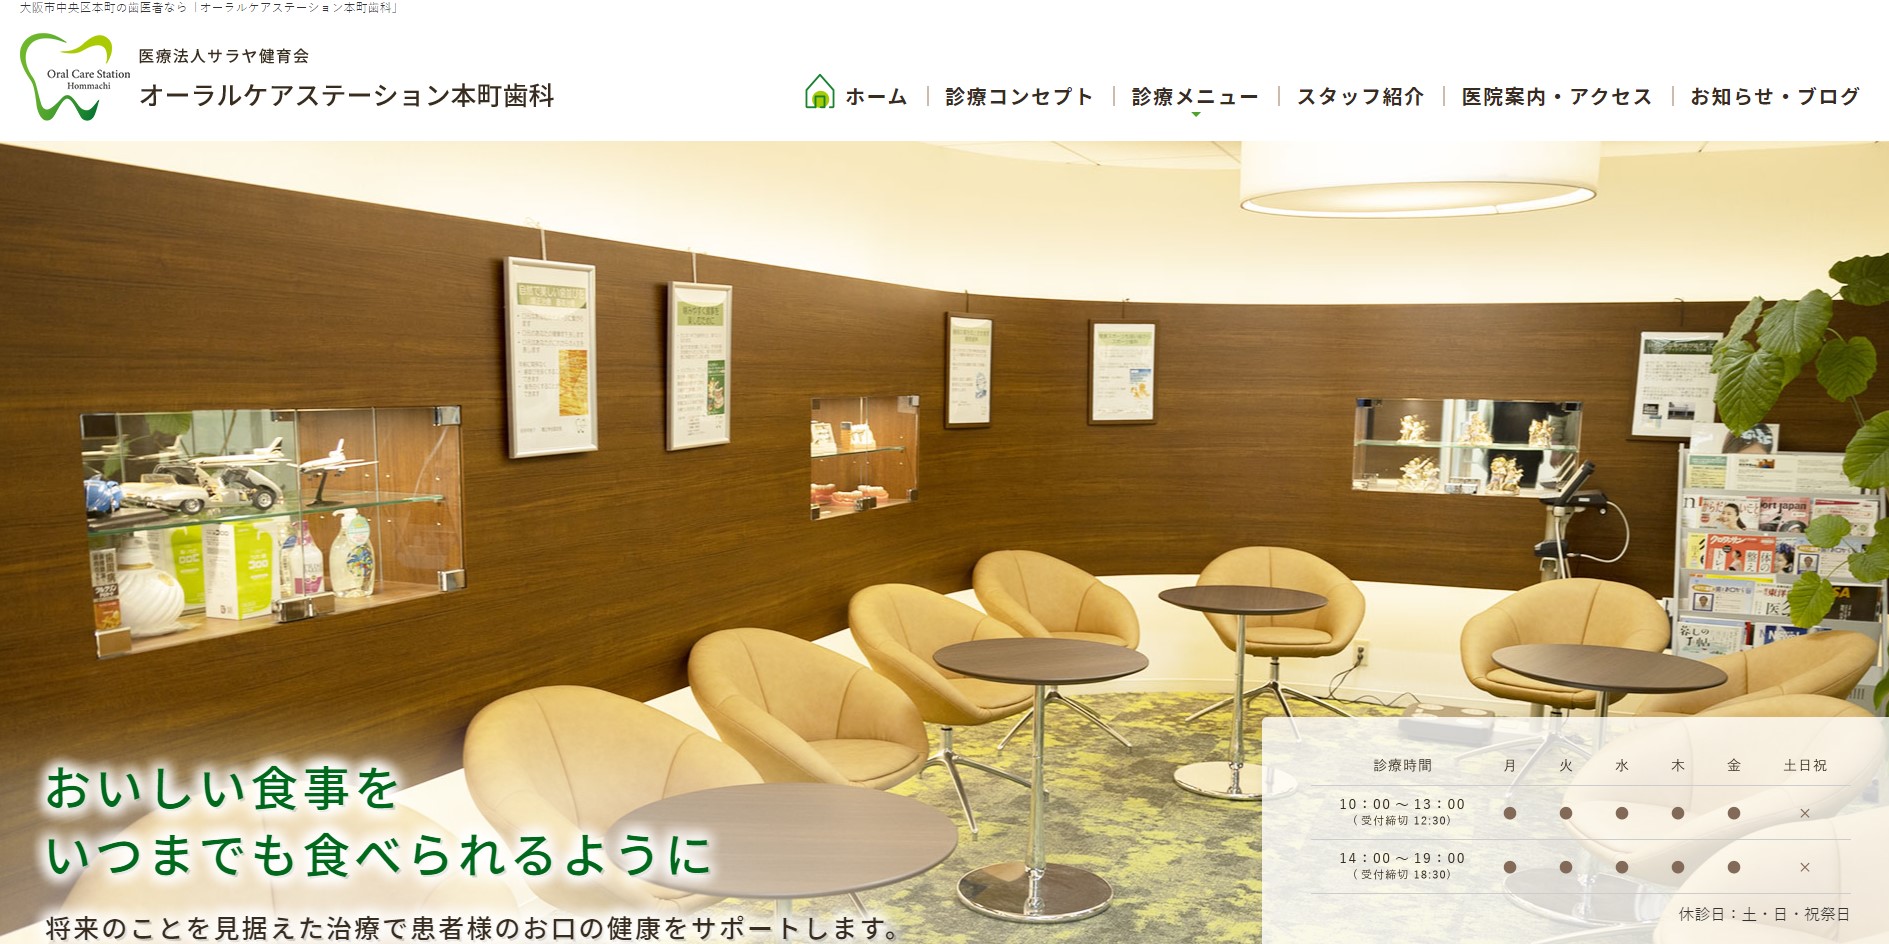 大阪市中央区本町の歯医者なら「オーラルケアステーション本町歯科」
Oral Care Station
Hommachi
医療法人サラヤ健育会
オーラルケアステーション本町歯科
ホーム
診療コンセプト
診療メニュー
スタッフ紹介
医院案内・アクセス
お知らせ・ブログ
おいしい食事を
いつまでも食べられるように
将来のことを見据えた治療で患者様のお口の健康をサポートします。
診療時間 月 火 水 木 金 土日祝
10:00 ～ 13:00 ● ● ● ● ● ×
(受付締切 12:30)
14:00 ～ 19:00 ● ● ● ● ● ×
(受付締切 18:30)
休診日:土・日・祝祭日